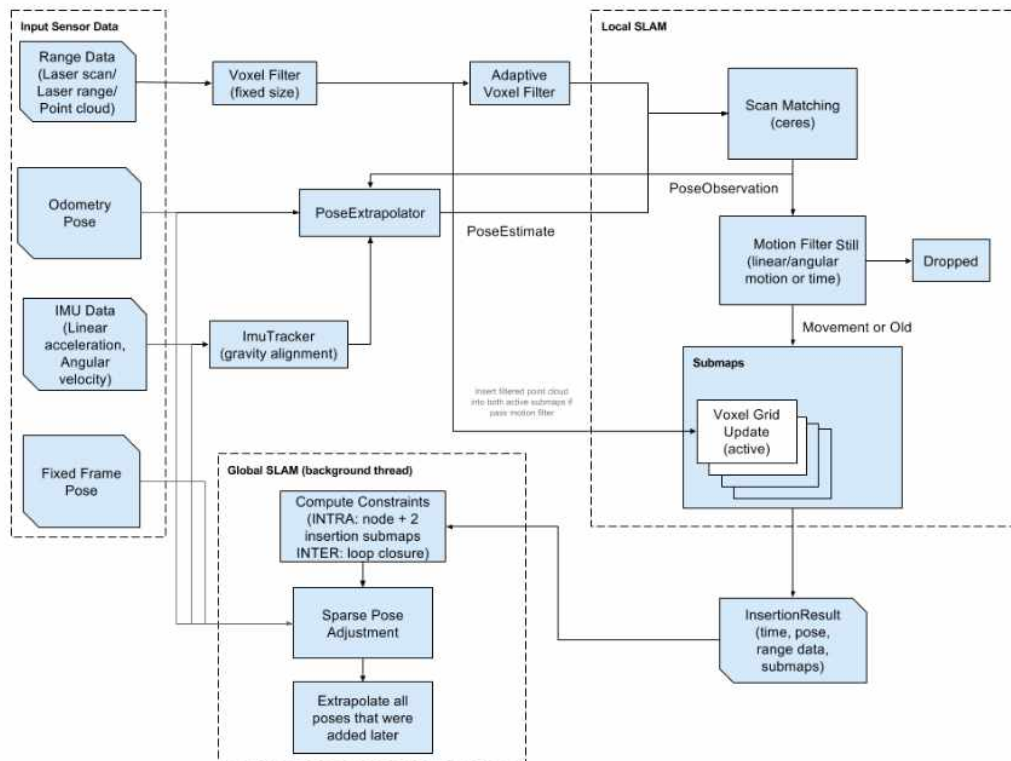 Input Sensor Data
Range Data
(Laser scan/
Laser range/
Point cloud)
Voxel Filter
(fixed size)
Adaptive
Voxel Filter
Local SLAM
Scan Matching
(ceres)
Odometry
Pose
PoseExtrapolator
PoseEstimate
PoseObservation
Motion Filter Still
(linear/angular
motion or time)
Dropped
IMU Data
(Linear
acceleration,
Angular
velocity)
ImuTracker
(gravity alignment)
Movement or Old
Submaps
Voxel Grid
Update
(active)
Insert filtered point cloud
into both active submaps if
pass motion filter
Fixed Frame
Pose
Global SLAM (background thread)
Compute Constraints
(INTRA: node + 2
insertion submaps
INTER: loop closure)
Sparse Pose
Adjustment
Extrapolate all
poses that were
added later
InsertionResult
(time, pose,
range data,
submaps)